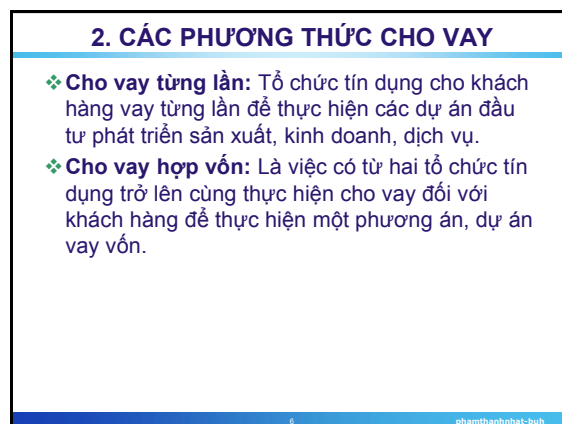 2. CÁC PHƯƠNG THỨC CHO VAY
Cho vay từng lần: Tổ chức tín dụng cho khách
hàng vay từng lần để thực hiện các dự án đầu
tư phát triển sản xuất, kinh doanh, dịch vụ.
Cho vay hợp vốn: Là việc có từ hai tổ chức tín
dụng trở lên cùng thực hiện cho vay đối với
khách hàng để thực hiện một phương án, dự án
vay vốn.
6
phamthanhnhat-buh